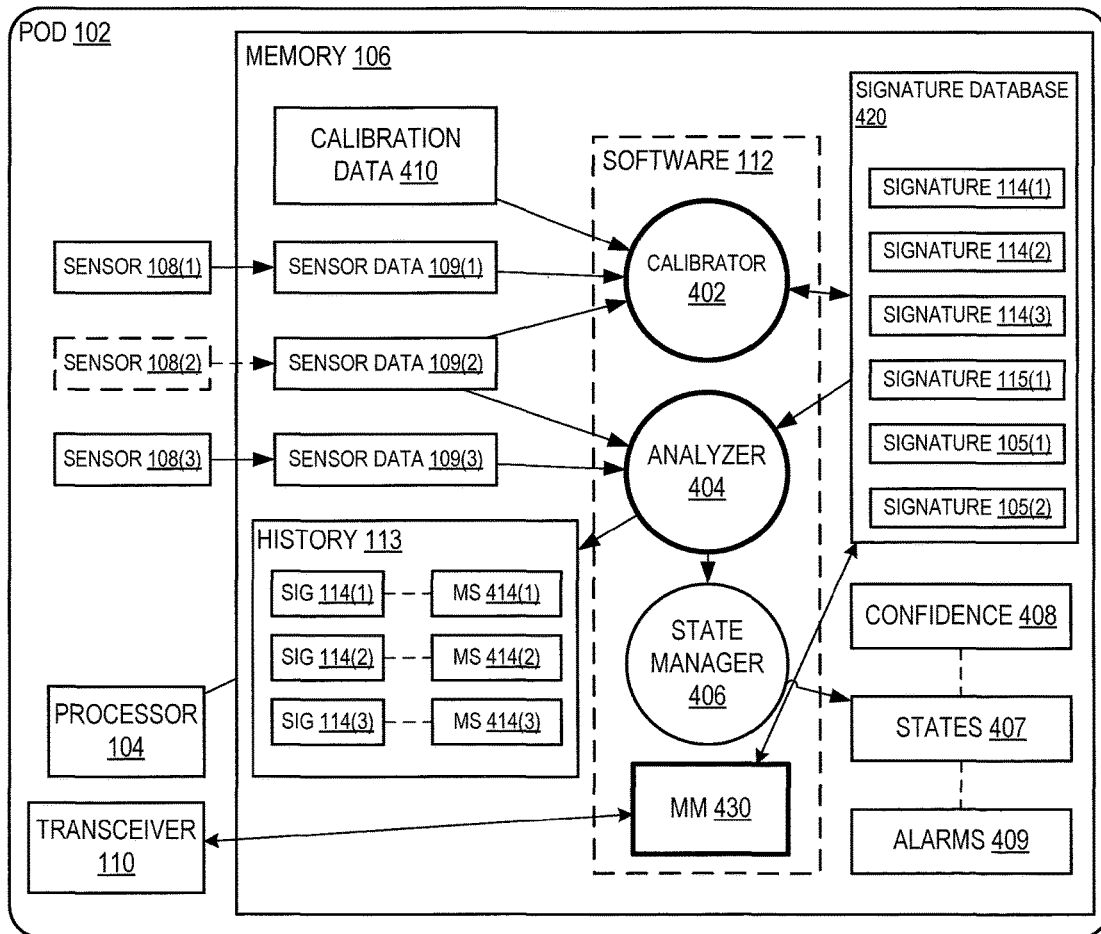 POD 102
MEMORY 106
CALIBRATION
DATA 410
SENSOR 108(1)
SENSOR DATA 109(1)
SENSOR 108(2)
SENSOR DATA 109(2)
SENSOR 108(3)
SENSOR DATA 109(3)
HISTORY 113
SIG 114(1)
MS 414(1)
SIG 114(2)
MS 414(2)
SIG 114(3)
MS 414(3)
PROCESSOR
104
TRANSCEIVER
110
SOFTWARE 112
CALIBRATOR
402
ANALYZER
404
STATE
MANAGER
406
MM 430
SIGNATURE DATABASE
420
SIGNATURE 114(1)
SIGNATURE 114(2)
SIGNATURE 114(3)
SIGNATURE 115(1)
SIGNATURE 105(1)
SIGNATURE 105(2)
CONFIDENCE 408
STATES 407
ALARMS 409